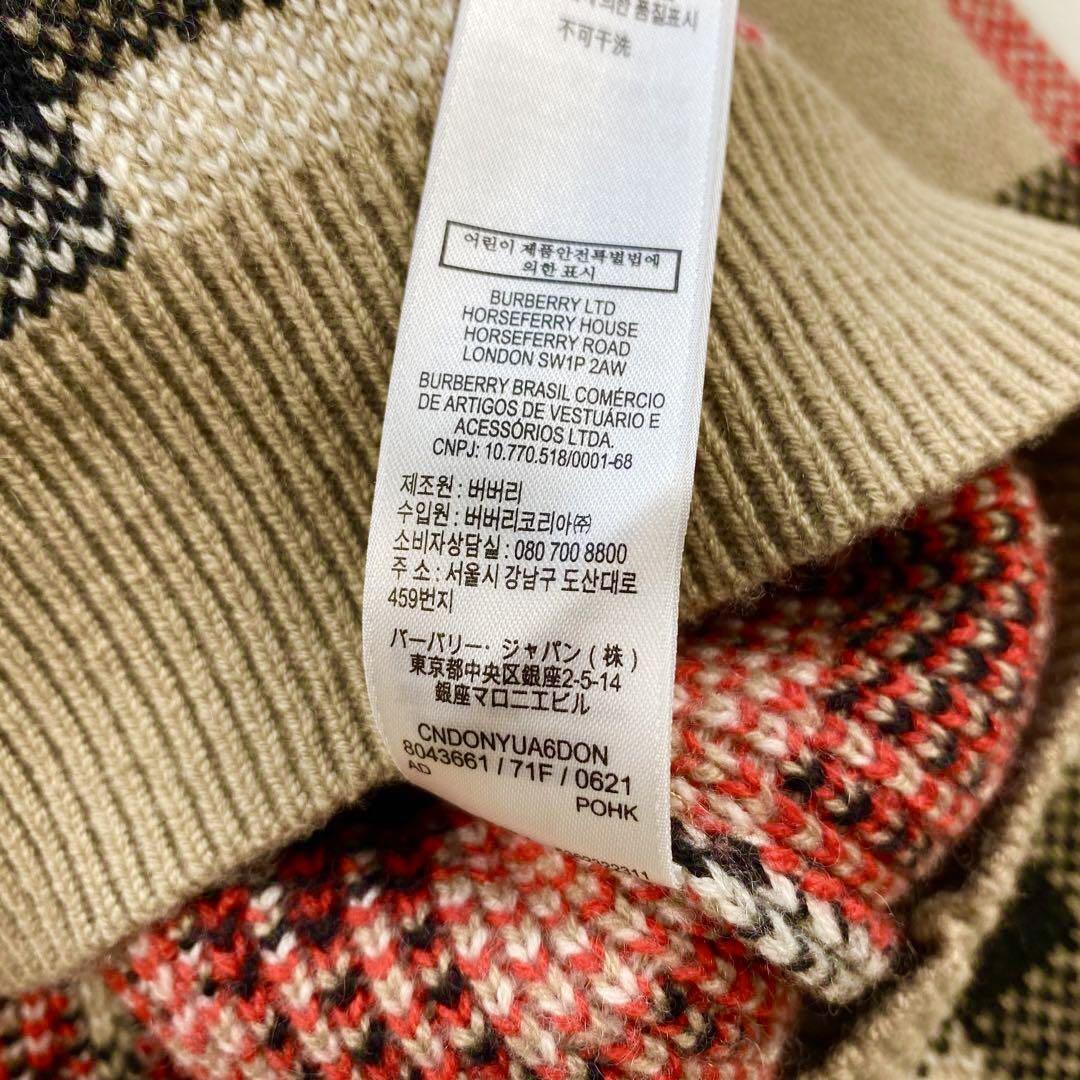 의한 품질표시
不可干洗
어린이 제품안전특별법에
의한 표시
BURBERRY LTD
HORSEFERRY HOUSE
HORSEFERRY ROAD
LONDON SW1P 2AW
BURBERRY BRASIL COMÉRCIO
DE ARTIGOS DE VESTUÁRIO E
ACESSÓRIOS LTDA.
CNPJ: 10.770.518/0001-68
제조원 : 버버리
수입원 : 버버리코리아㈜
소비자상담실 : 080 700 8800
주 소 : 서울시 강남구 도산대로
459번지
バーバリー・ジャパン(株)
東京都中央区銀座2-5-14
銀座マロニエビル
CNDONYUA6DON
8043661 / 71F / 0621
AD
POHK